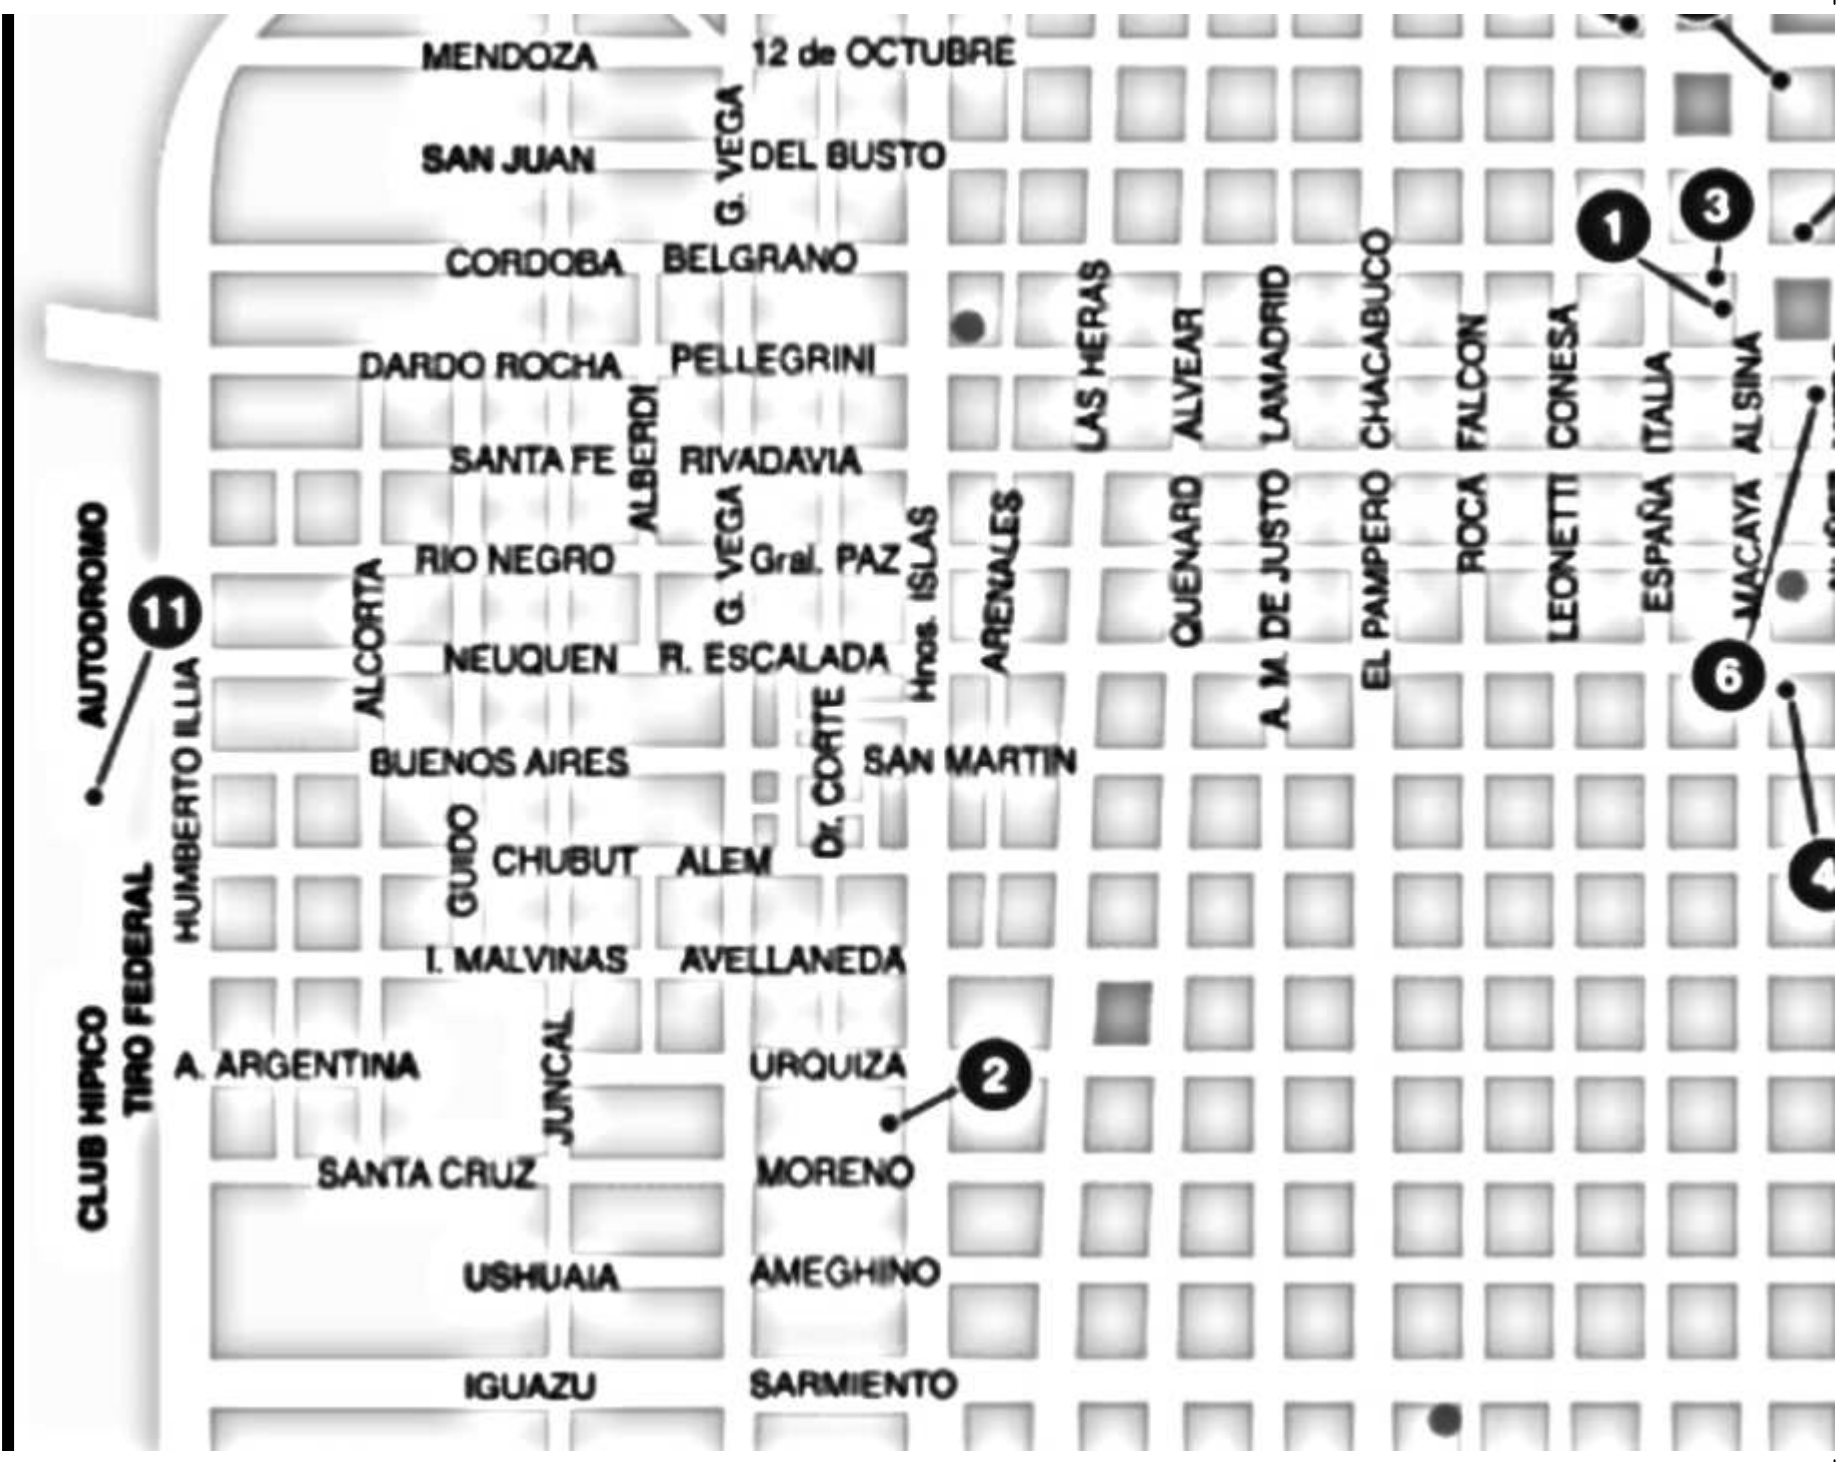 MENDOZA
12 de OCTUBRE
G. VEGA
SAN JUAN
DEL BUSTO
3
1
CORDOBA
BELGRANO
LAS HERAS
ALVEAR
LAMADRID
CHACABUCO
FALCON
CONESA
ITALIA
ALSINA
DARDO ROCHA
PELLEGRINI
ALBERDI
SANTA FE
RIVADAVIA
QUENARD
A. M. DE JUSTO
EL PAMPERO
ROCA
LEONETTI
ESPAÑA
MACAYA
AUTODROMO
11
RIO NEGRO
G. VEGA
Gral. PAZ
Hnos. ISLAS
ARENALES
ALCORTA
NEUQUEN
R. ESCALADA
6
HUMBERTO ILLIA
BUENOS AIRES
Dr. CORTE
SAN MARTIN
GUIDO
CHUBUT
ALEM
4
TIRO FEDERAL
I. MALVINAS
AVELLANEDA
CLUB HIPICO
A. ARGENTINA
JUNCAL
URQUIZA
2
SANTA CRUZ
MORENO
USHUAIA
AMEGHINO
IGUAZU
SARMIENTO